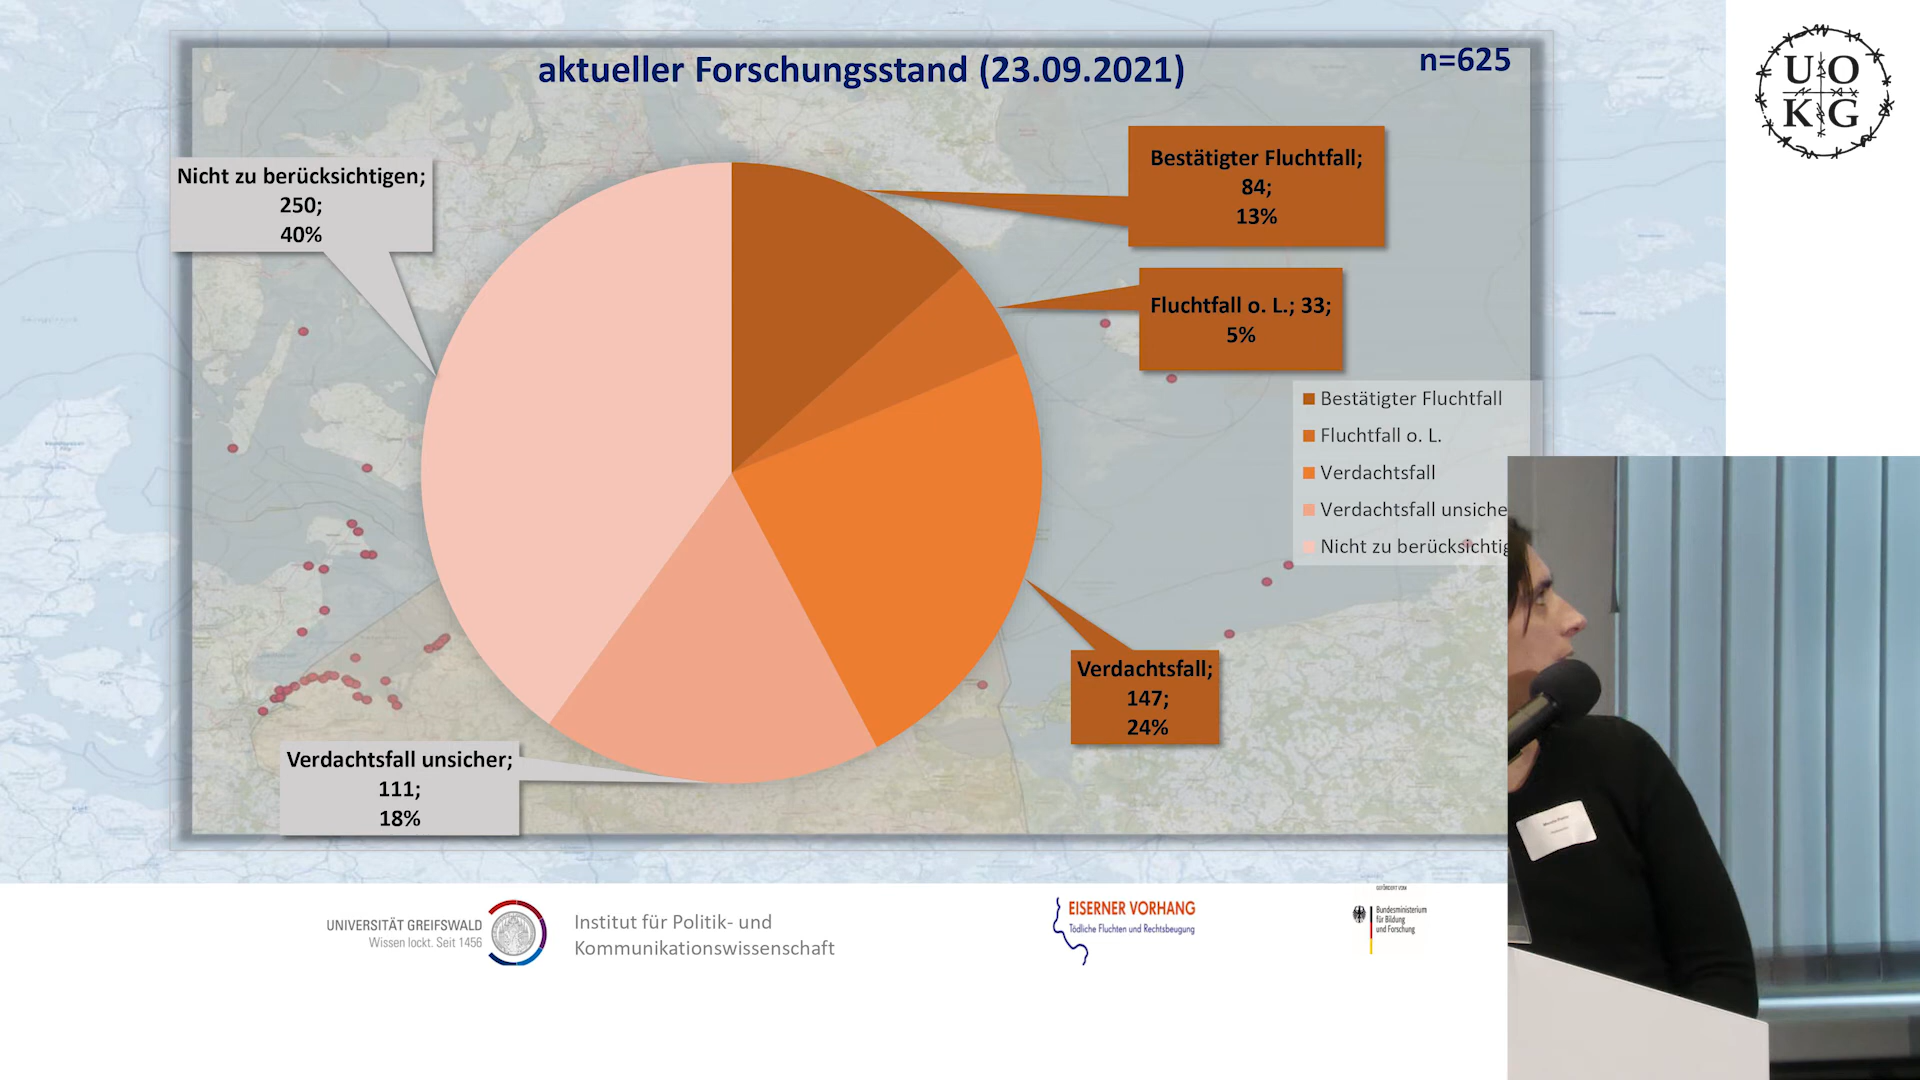 aktueller Forschungsstand (23.09.2021)
n=625
U O
K G
Nicht zu berücksichtigen;
250;
40%
Bestätigter Fluchtfall;
84;
13%
Fluchtfall o. L.; 33;
5%
Bestätigter Fluchtfall
Fluchtfall o. L.
Verdachtsfall
Verdachtsfall unsiche
Nicht zu berücksichtig
Verdachtsfall;
147;
24%
Verdachtsfall unsicher;
111;
18%
UNIVERSITÄT GREIFSWALD
Wissen lockt. Seit 1456
Institut für Politik- und
Kommunikationswissenschaft
EISERNER VORHANG
Tödliche Fluchten und Rechtsbeugung
GEFÖRDERT VOM
Bundesministerium
für Bildung
und Forschung